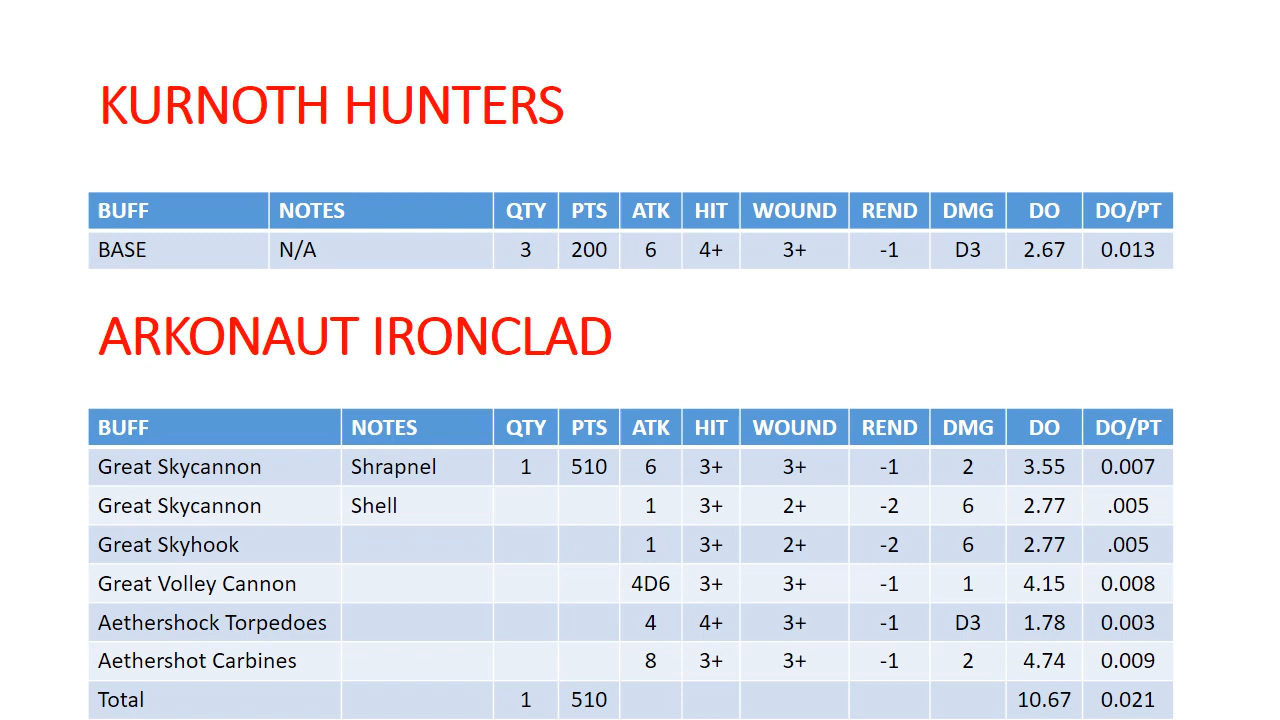 KURNOTH HUNTERS
BUFF NOTES QTY PTS ATK HIT WOUND REND DMG DO DO/PT
BASE N/A 3 200 6 4+ 3+ -1 D3 2.67 0.013
ARKONAUT IRONCLAD
BUFF NOTES QTY PTS ATK HIT WOUND REND DMG DO DO/PT
Great Skycannon Shrapnel 1 510 6 3+ 3+ -1 2 3.55 0.007
Great Skycannon Shell 1 3+ 2+ -2 6 2.77 .005
Great Skyhook 1 3+ 2+ -2 6 2.77 .005
Great Volley Cannon 4D6 3+ 3+ -1 1 4.15 0.008
Aethershock Torpedoes 4 4+ 3+ -1 D3 1.78 0.003
Aethershot Carbines 8 3+ 3+ -1 2 4.74 0.009
Total 1 510 10.67 0.021